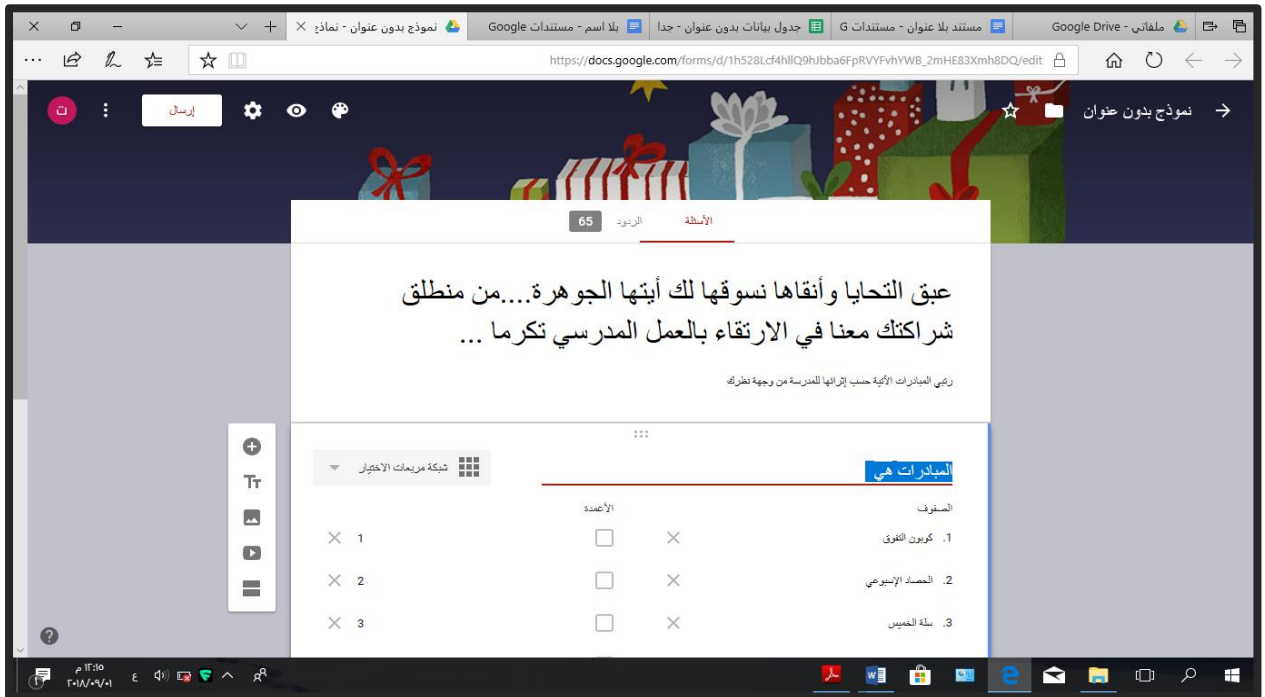 ملفاتي - Google Drive
مستند بلا عنوان - مستندات G
جدول بيانات بدون عنوان - جدا
بلا اسم - مستندات Google
نموذج بدون عنوان - نماذج
https://docs.google.com/forms/d/1h528Lcf4hllQ9hJbba6FpRVYFvhYWB_2mHE83Xmh8DQ/edit
نموذج بدون عنوان
إرسال
ت
الأسئلة
الردود 65
عبق التحايا وأنقاها نسوقها لك أيتها الجوهرة....من منطلق
شراكتك معنا في الارتقاء بالعمل المدرسي تكرما ...
رتبي المبادرات الآتية حسب إثرائها للمدرسة من وجهة نظرك
المبادرات هي
شبكة مربعات الاختيار
الصفوف
الأعمدة
1. كوبون التفوق
1
2. الحصاد الإسبوعي
2
3. سلة الخميس
3
ع
١٢:١٥ م
٢٠١٨/٠٩/٠١